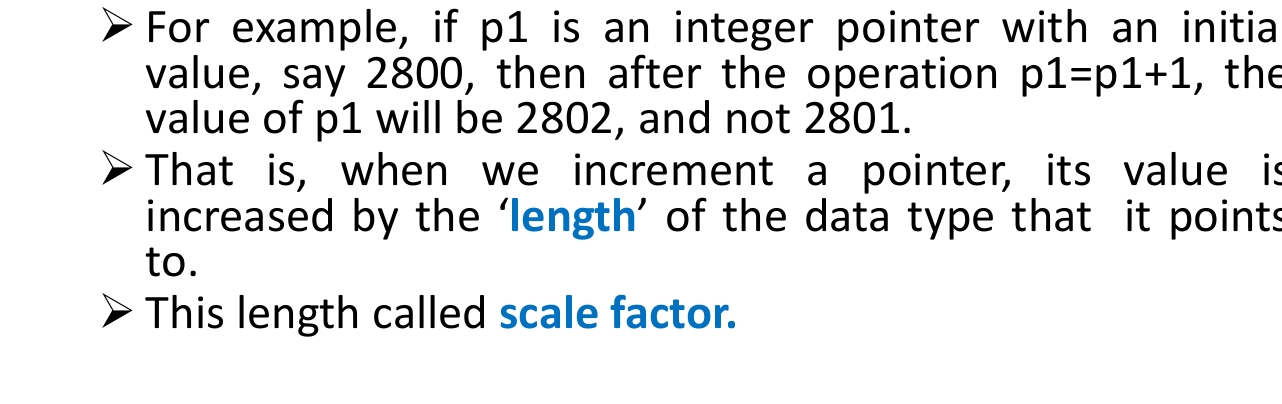 ➢ For example, if p1 is an integer pointer with an initia
value, say 2800, then after the operation p1=p1+1, the
value of p1 will be 2802, and not 2801.
➢ That is, when we increment a pointer, its value is
increased by the ‘length’ of the data type that it points
to.
➢ This length called scale factor.